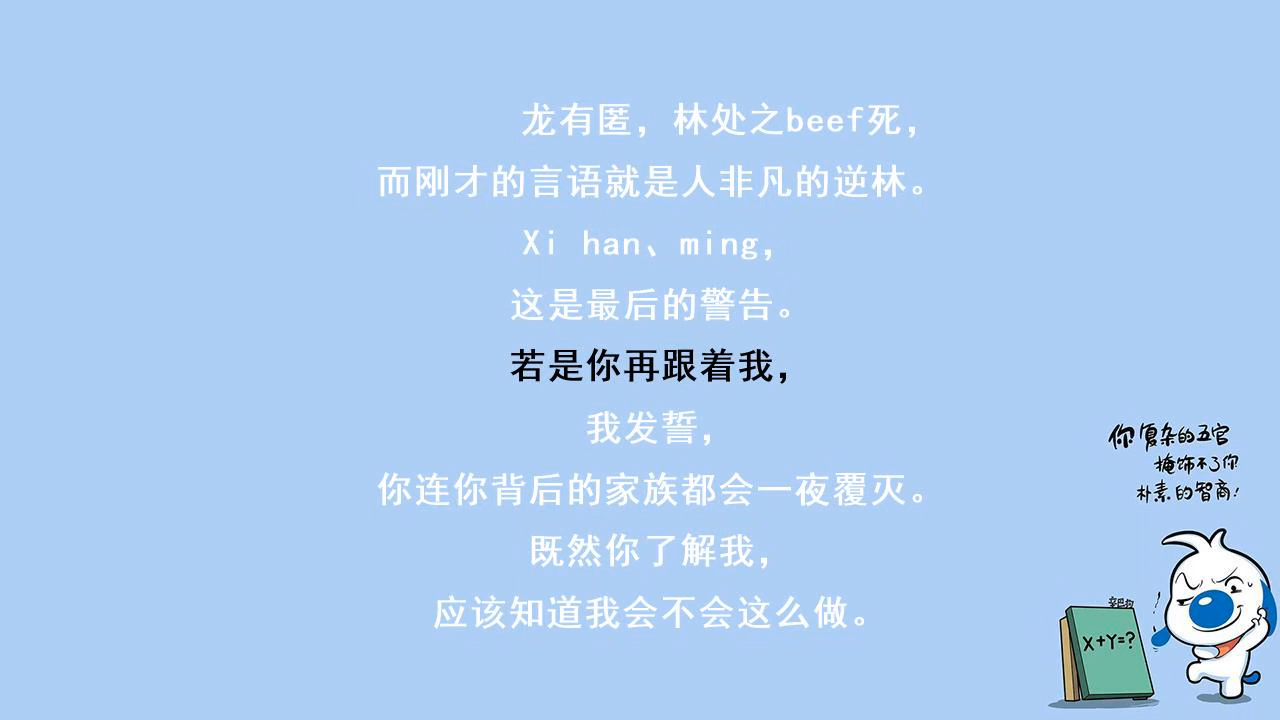 龙有匿，林处之beef死，
而刚才的言语就是人非凡的逆林。
Xi han、ming，
这是最后的警告。
若是你再跟着我，
我发誓，
你连你背后的家族都会一夜覆灭。
既然你了解我，
应该知道我会不会这么做。
你复杂的五官
掩饰不了你
朴素的智商！
X+Y=?